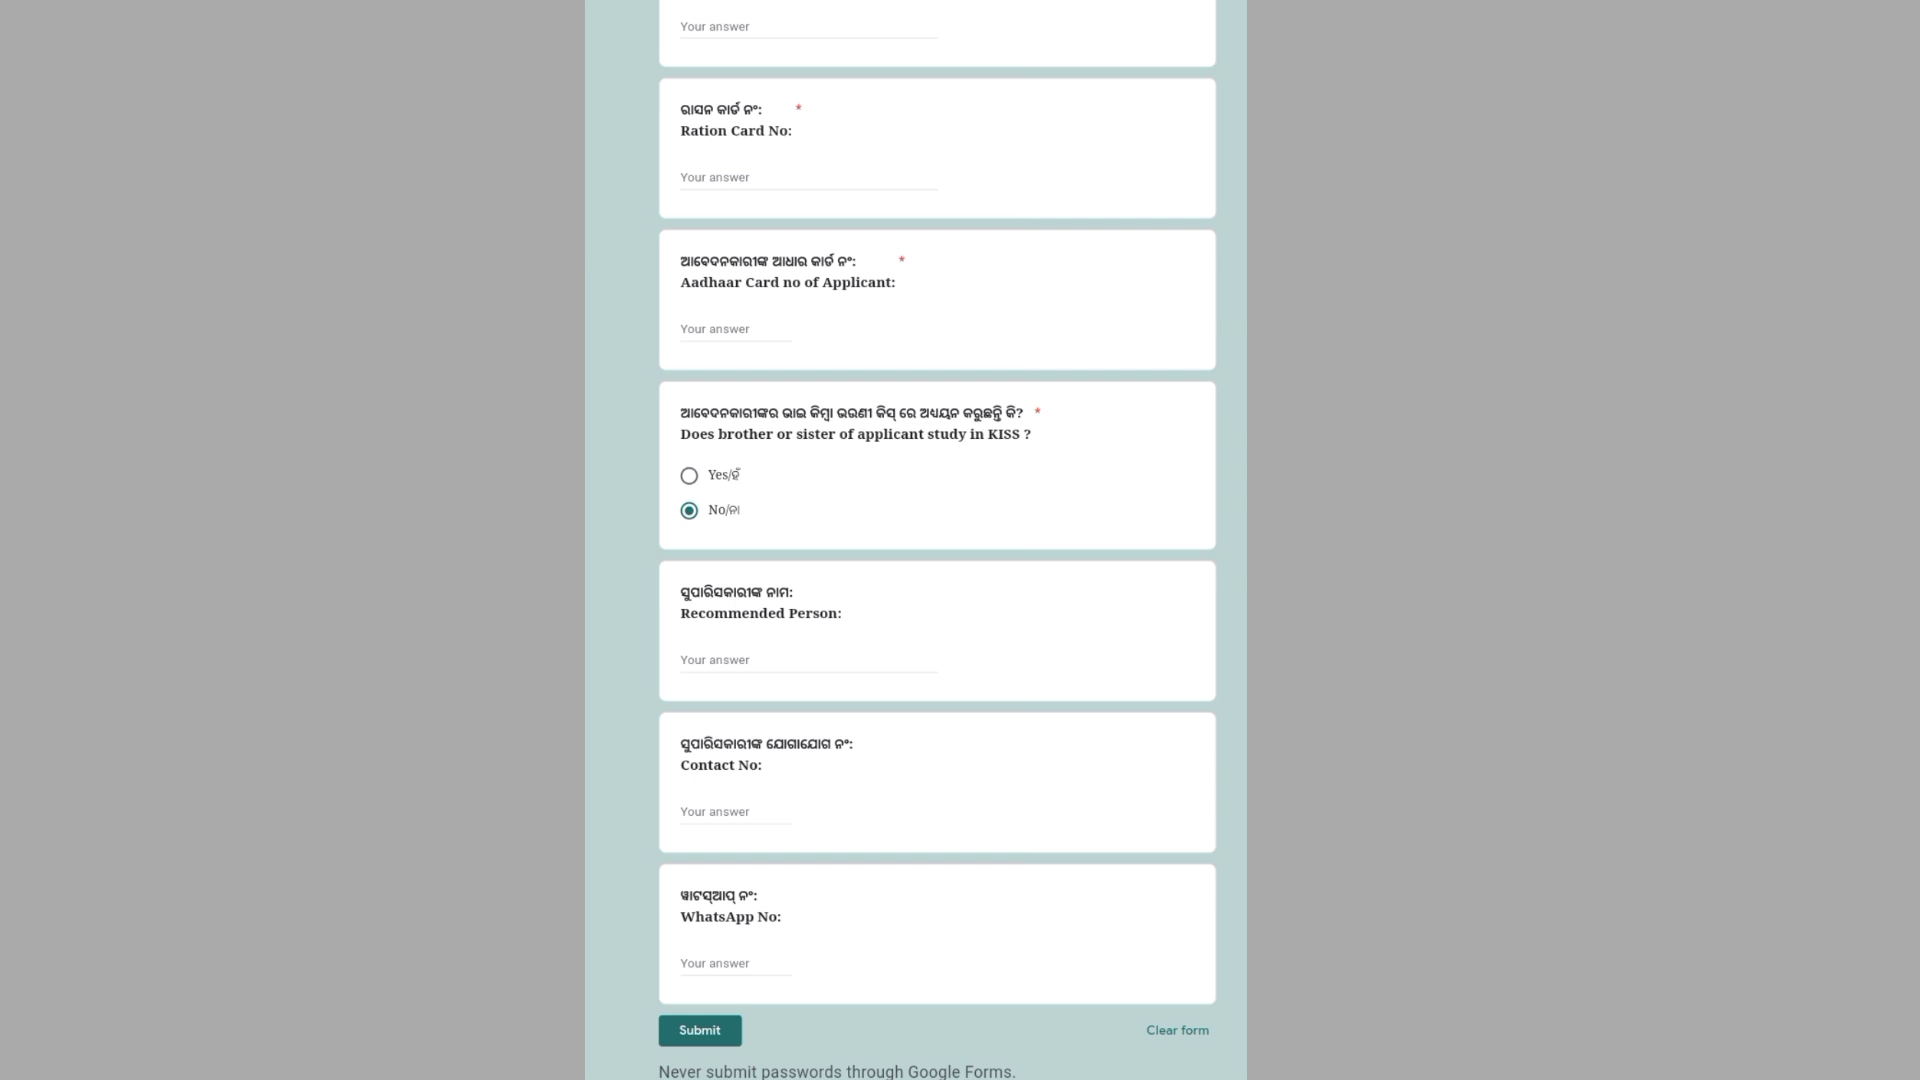 Your answer
ରାସନ କାର୍ଡ ନଂ: *
Ration Card No:
Your answer
ଆବେଦନକାରୀଙ୍କ ଆଧାର କାର୍ଡ ନଂ: *
Aadhaar Card no of Applicant:
Your answer
ଆବେଦନକାରୀଙ୍କର ଭାଇ କିମ୍ବା ଭଉଣୀ କିସ୍ ରେ ଅଧ୍ୟୟନ କରୁଛନ୍ତି କି? *
Does brother or sister of applicant study in KISS ?
Yes/ହଁ
No/ନା
ସୁପାରିସକାରୀଙ୍କ ନାମ:
Recommended Person:
Your answer
ସୁପାରିସକାରୀଙ୍କ ଯୋଗାଯୋଗ ନଂ:
Contact No:
Your answer
ୱାଟସ୍ଆପ୍ ନଂ:
WhatsApp No:
Your answer
Submit
Clear form
Never submit passwords through Google Forms.